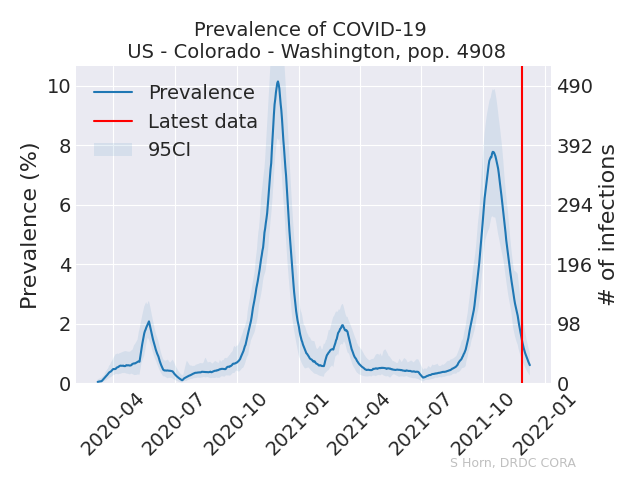 Prevalence of COVID-19
US - Colorado - Washington, pop. 4908
Prevalence
Latest data
95CI
Prevalence (%)
10
8
6
4
2
0
# of infections
490
392
294
196
98
0
2020-04
2020-07
2020-10
2021-01
2021-04
2021-07
2021-10
2022-01
S Horn, DRDC CORA